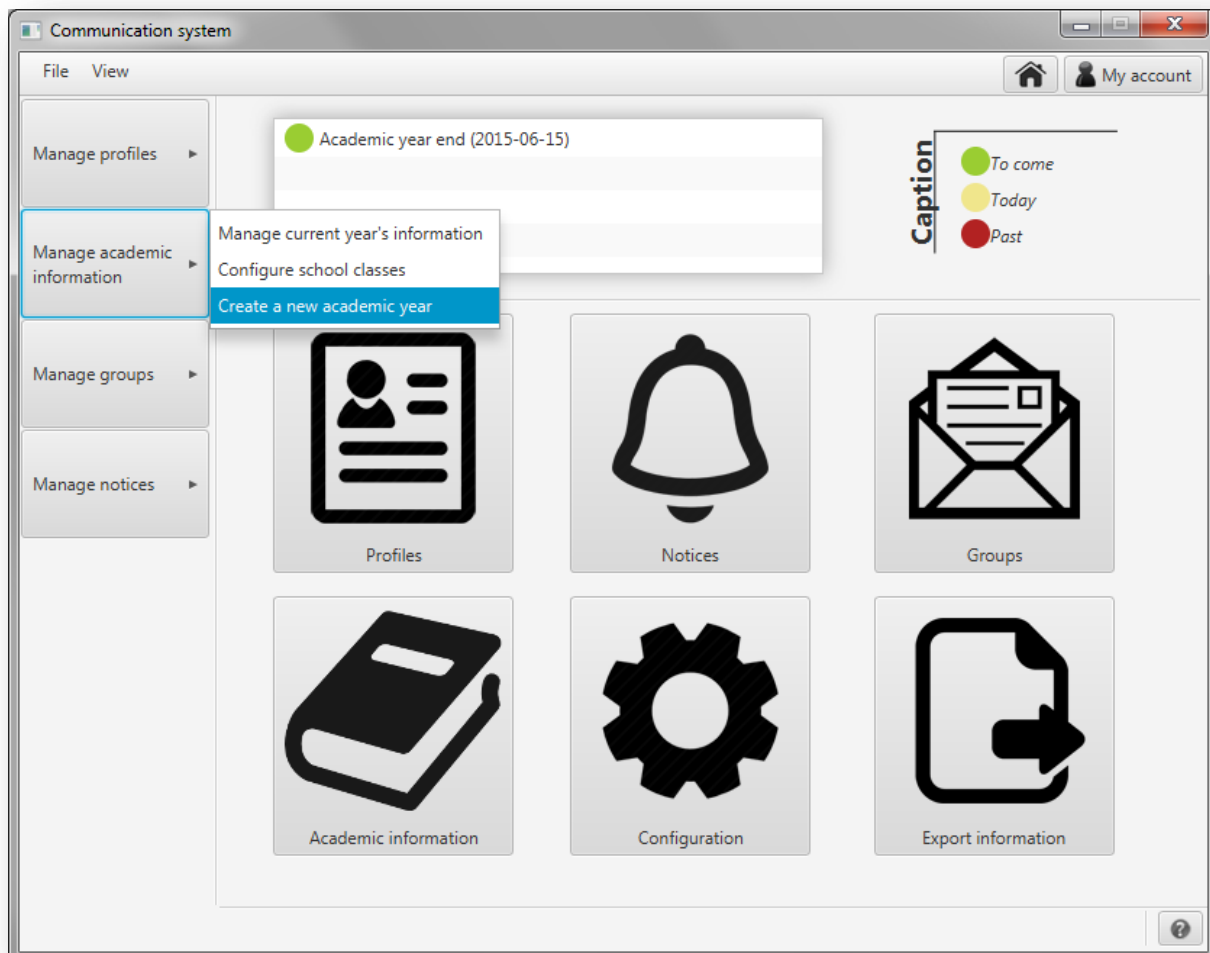 Communication system
File View
My account
Manage profiles
Academic year end (2015-06-15)
Caption
To come
Today
Past
Manage academic
information
Manage current year's information
Configure school classes
Create a new academic year
Manage groups
Manage notices
Profiles
Notices
Groups
Academic information
Configuration
Export information
?